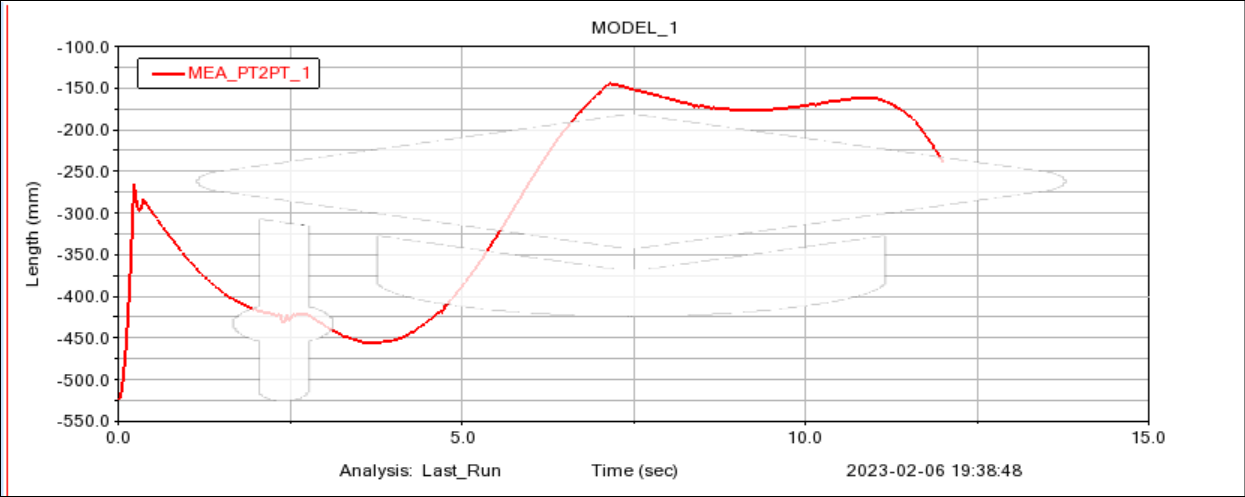 MODEL_1
-100.0
MEA_PT2PT_1
-150.0
-200.0
-250.0
-300.0
-350.0
-400.0
-450.0
-500.0
-550.0
Length (mm)
0.0 5.0 10.0 15.0
Analysis: Last_Run Time (sec) 2023-02-06 19:38:48